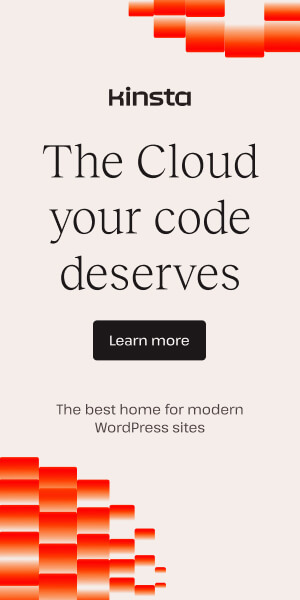 Kinsta
The Cloud
your code
deserves
Learn more
The best home for modern
WordPress sites